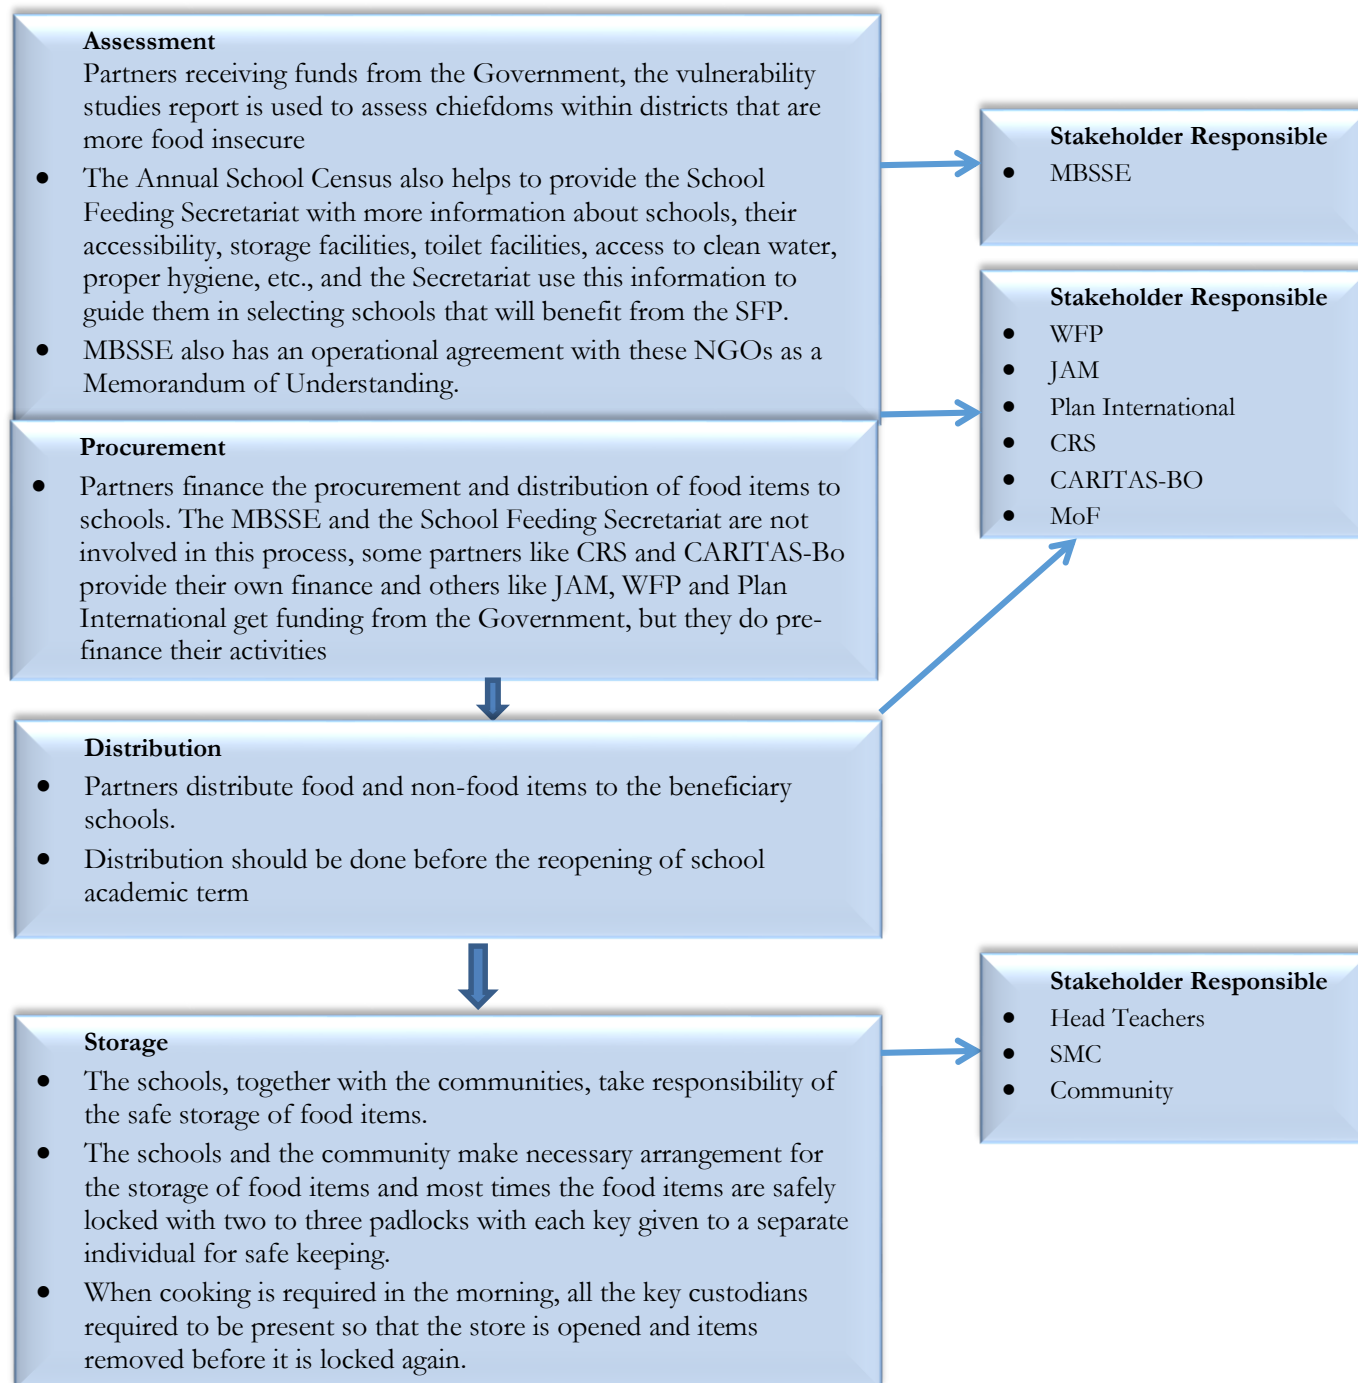 Assessment
Partners receiving funds from the Government, the vulnerability
studies report is used to assess chiefdoms within districts that are
more food insecure
• The Annual School Census also helps to provide the School
Feeding Secretariat with more information about schools, their
accessibility, storage facilities, toilet facilities, access to clean water,
proper hygiene, etc., and the Secretariat use this information to
guide them in selecting schools that will benefit from the SFP.
• MBSSE also has an operational agreement with these NGOs as a
Memorandum of Understanding.
Stakeholder Responsible
• MBSSE
Stakeholder Responsible
• WFP
• JAM
• Plan International
• CRS
• CARITAS-BO
• MoF
Procurement
• Partners finance the procurement and distribution of food items to
schools. The MBSSE and the School Feeding Secretariat are not
involved in this process, some partners like CRS and CARITAS-Bo
provide their own finance and others like JAM, WFP and Plan
International get funding from the Government, but they do pre-
finance their activities
Distribution
• Partners distribute food and non-food items to the beneficiary
schools.
• Distribution should be done before the reopening of school
academic term
Storage
• The schools, together with the communities, take responsibility of
the safe storage of food items.
• The schools and the community make necessary arrangement for
the storage of food items and most times the food items are safely
locked with two to three padlocks with each key given to a separate
individual for safe keeping.
• When cooking is required in the morning, all the key custodians
required to be present so that the store is opened and items
removed before it is locked again.
Stakeholder Responsible
• Head Teachers
• SMC
• Community